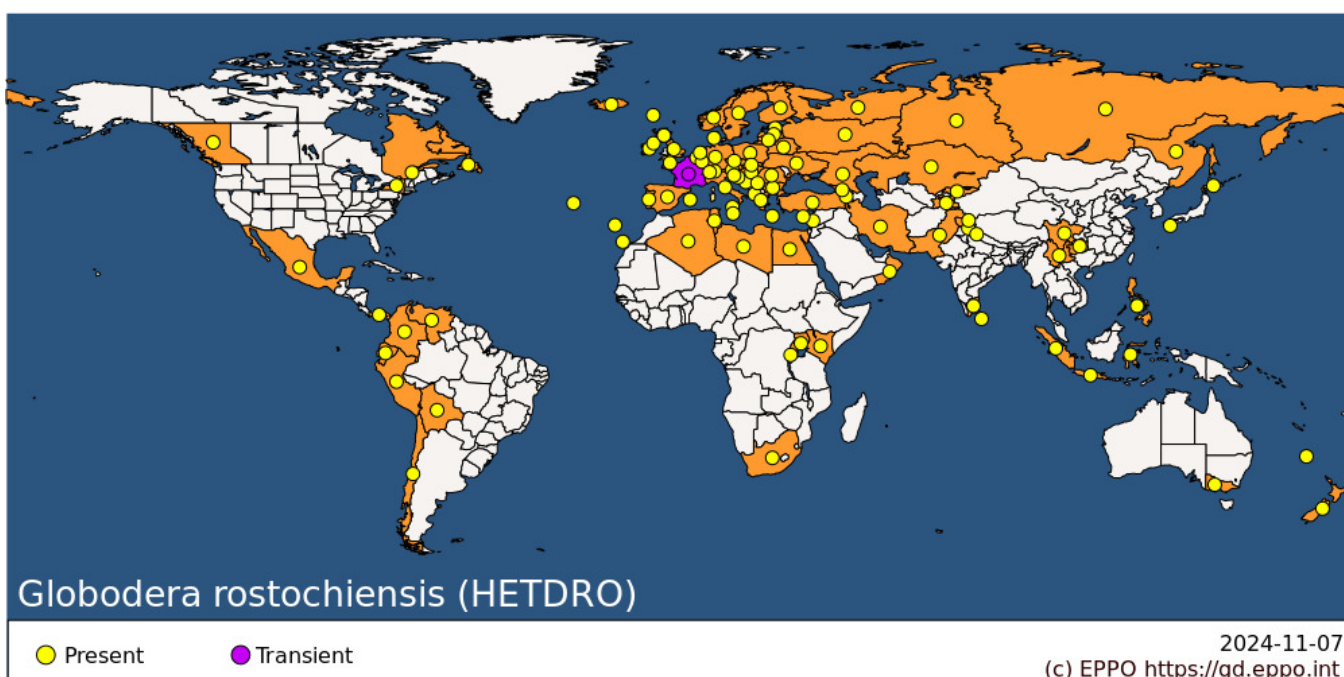 Globodera rostochiensis (HETDRO)
Present
Transient
2024-11-07
(c) EPPO https://gd.eppo.int